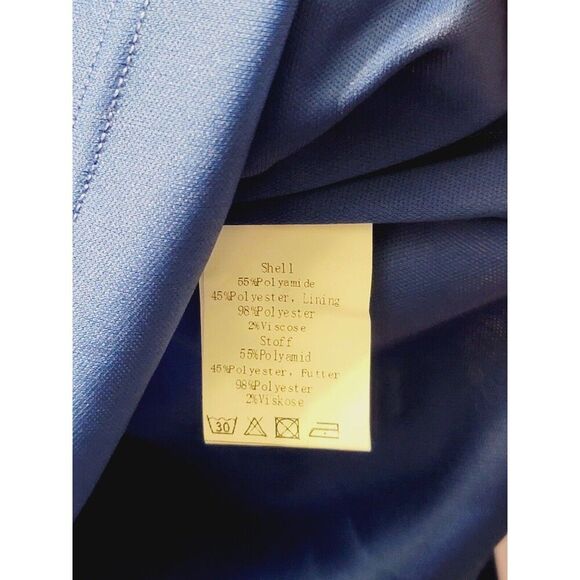 Shell
55%Polyamide
45%Polyester, Lining
98%Polyester
2%Viscose
Stoff
55%Polyamid
45%Polyester, Futter
98%Polyester
2%Viskose
30